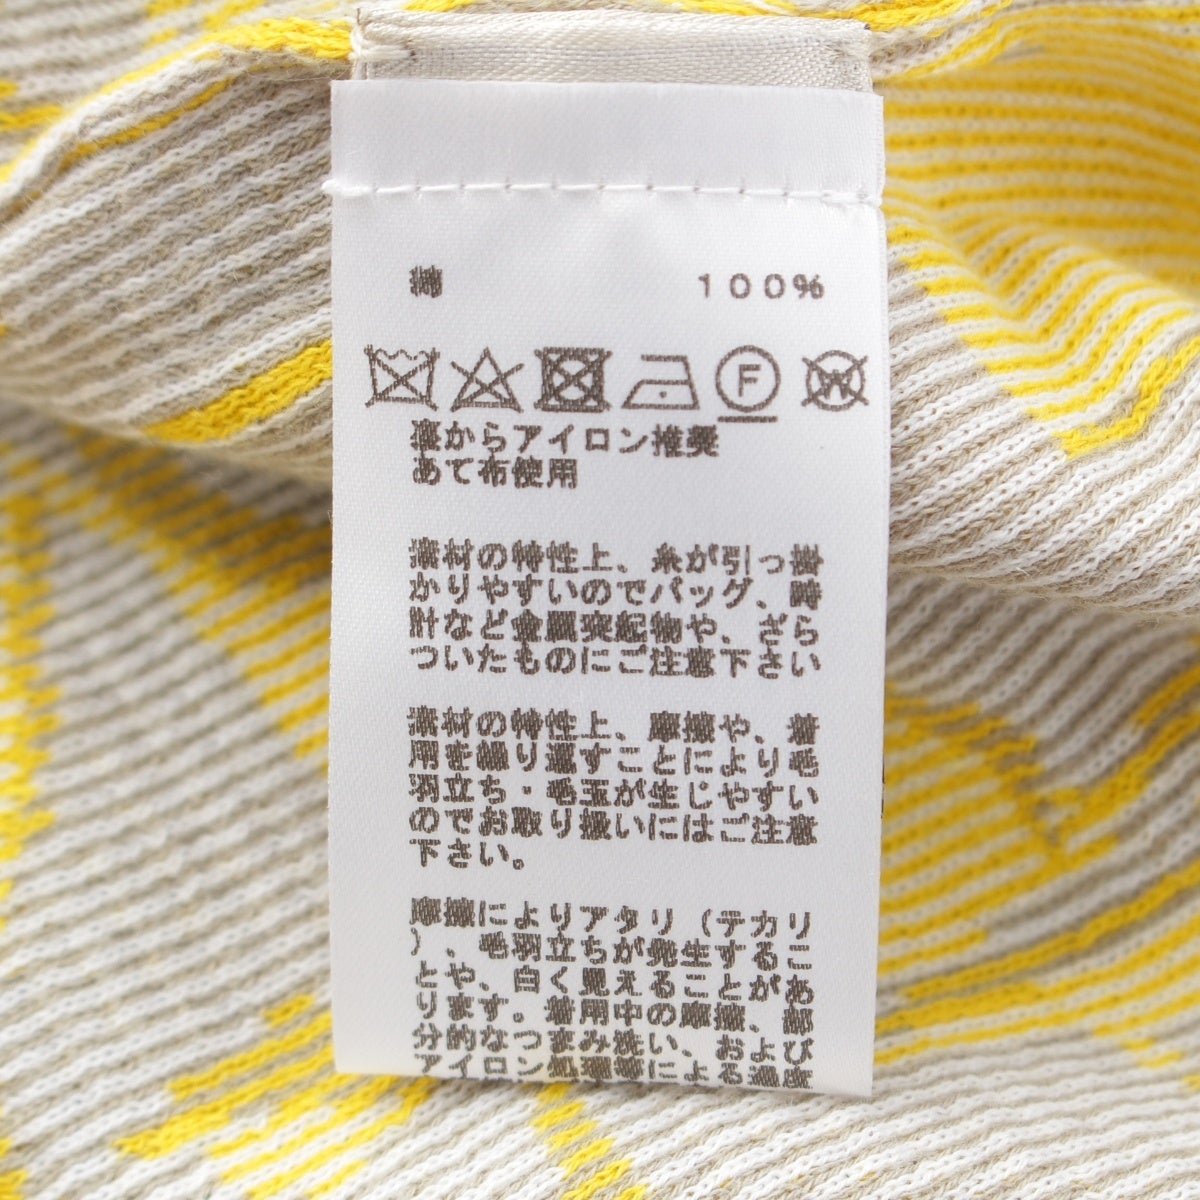 綿 １００％
F W
裏からアイロン推奨
あて布使用
素材の特性上、糸が引っ掛
かりやすいのでバッグ、時
計など金属突起物や、ざら
ついたものにご注意下さい
素材の特性上、摩擦や、着
用を繰り返すことにより毛
羽立ち・毛玉が生じやすい
のでお取り扱いにはご注意
下さい。
摩擦によりアタリ（テカリ
）、毛羽立ちが発生するこ
とや、白く見えることがあ
ります。着用中の摩擦、部
分的なつまみ洗い、および
アイロン処理等による過度